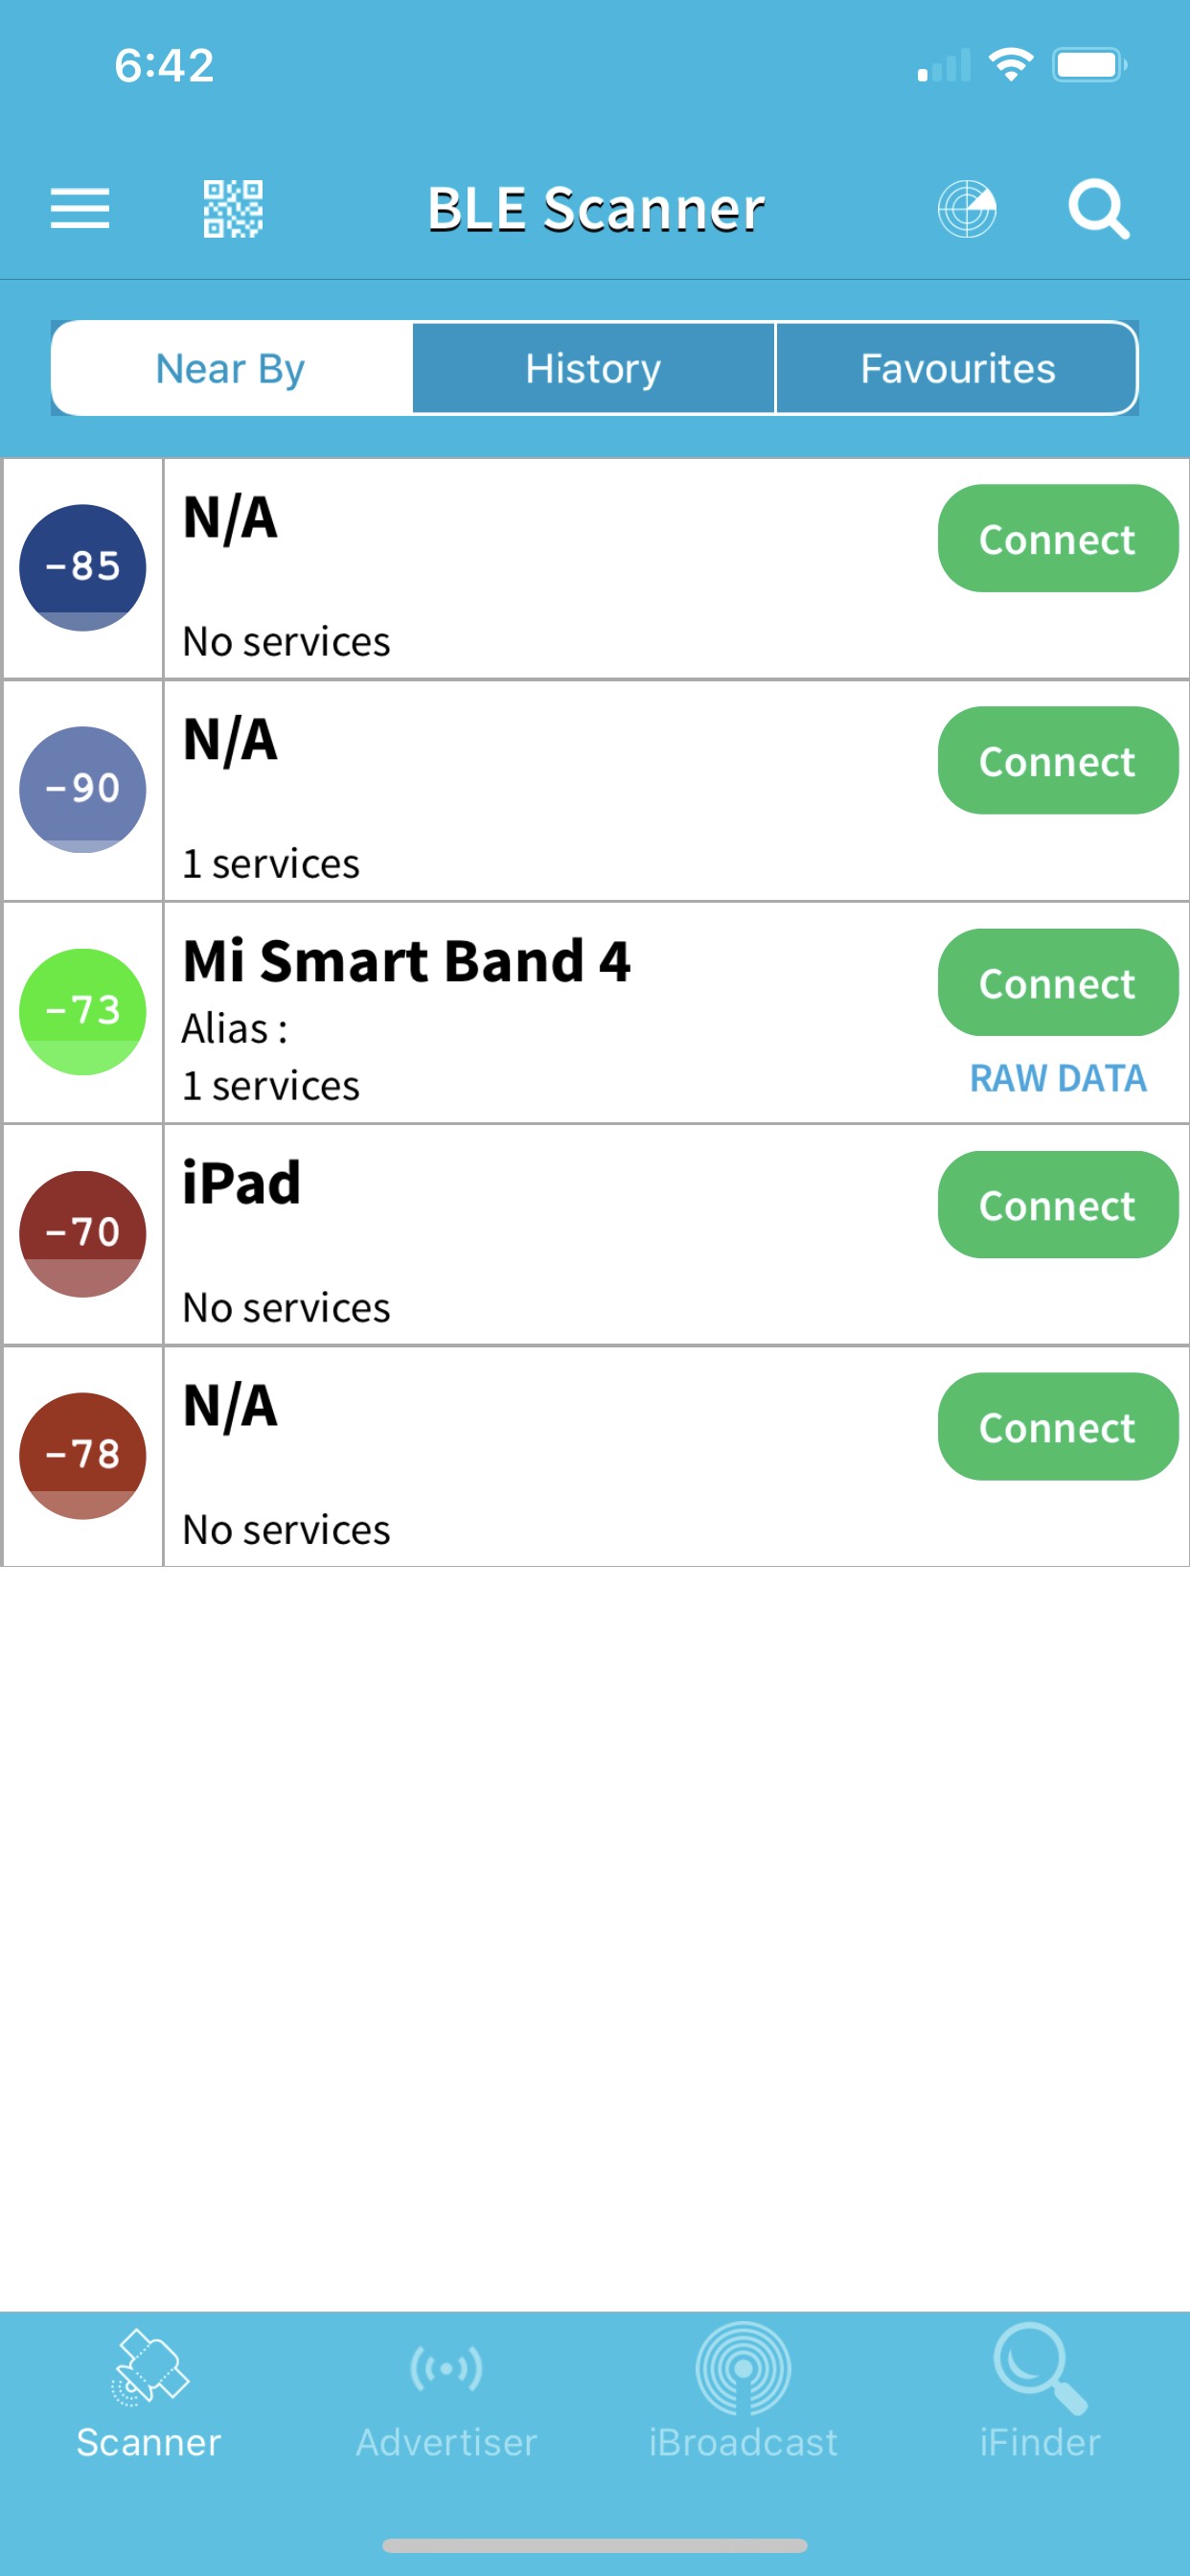 6:42
BLE Scanner
Near By History Favourites
-85
N/A
Connect
No services
-90
N/A
Connect
1 services
-73
Mi Smart Band 4
Connect
Alias :
1 services
RAW DATA
-70
iPad
Connect
No services
-78
N/A
Connect
No services
Scanner Advertiser iBroadcast iFinder